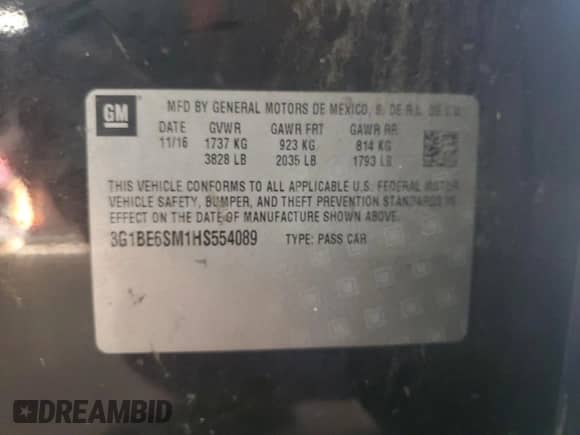 GM
MFD BY GENERAL MOTORS DE MEXICO, S. DE R.L. DE C.V.
DATE GVWR GAWR FRT GAWR RR
11/16 1737 KG 923 KG 814 KG
3828 LB 2035 LB 1793 LB
THIS VEHICLE CONFORMS TO ALL APPLICABLE U.S. FEDERAL MOTOR
VEHICLE SAFETY, BUMPER, AND THEFT PREVENTION STANDARDS IN
EFFECT ON THE DATE OF MANUFACTURE SHOWN ABOVE.
3G1BE6SM1HS554089 TYPE: PASS CAR
DREAMBID